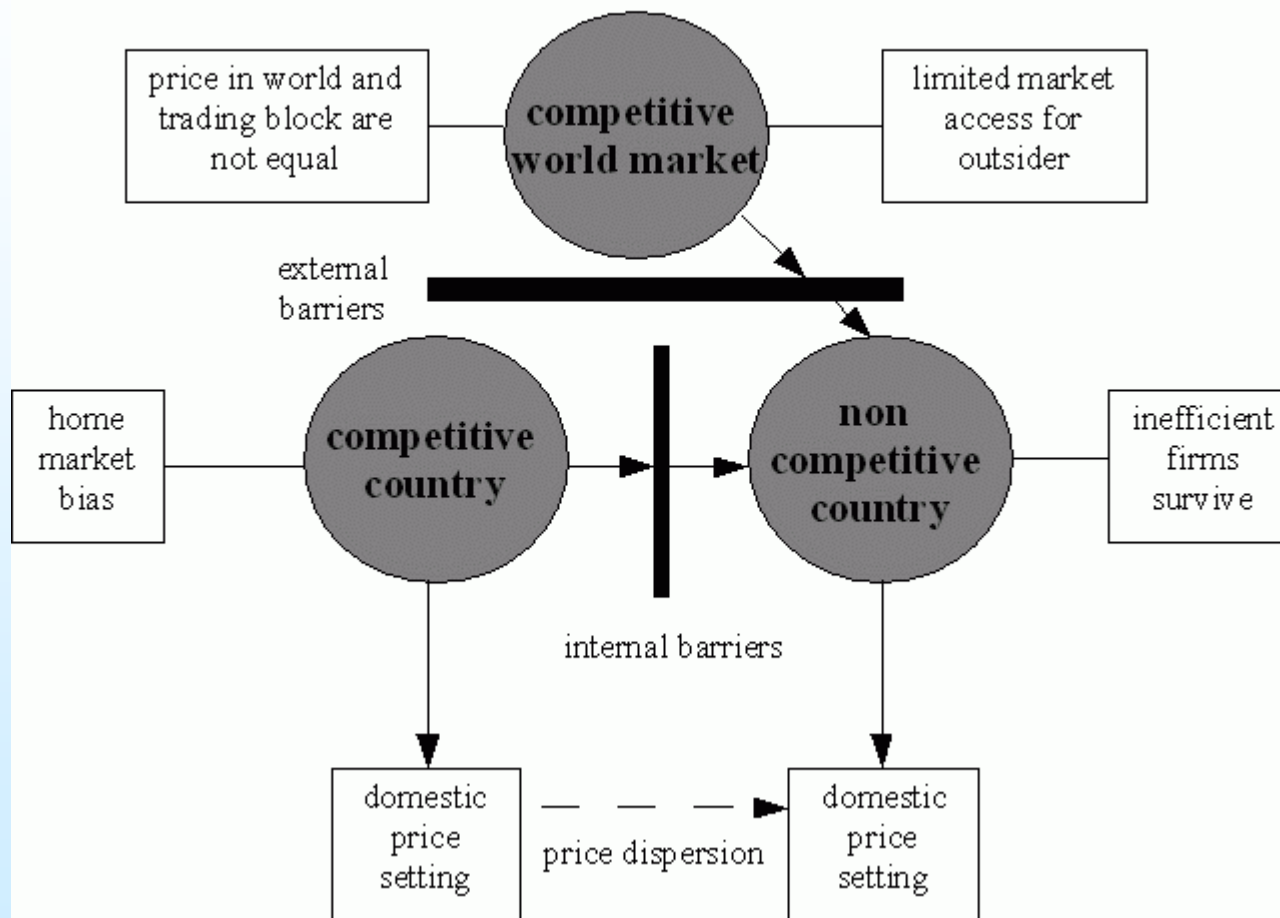 price in world and
trading block are
not equal
competitive
world market
limited market
access for
outsider
external
barriers
home
market
bias
competitive
country
non
competitive
country
inefficient
firms
survive
internal barriers
domestic
price
setting
price dispersion
domestic
price
setting